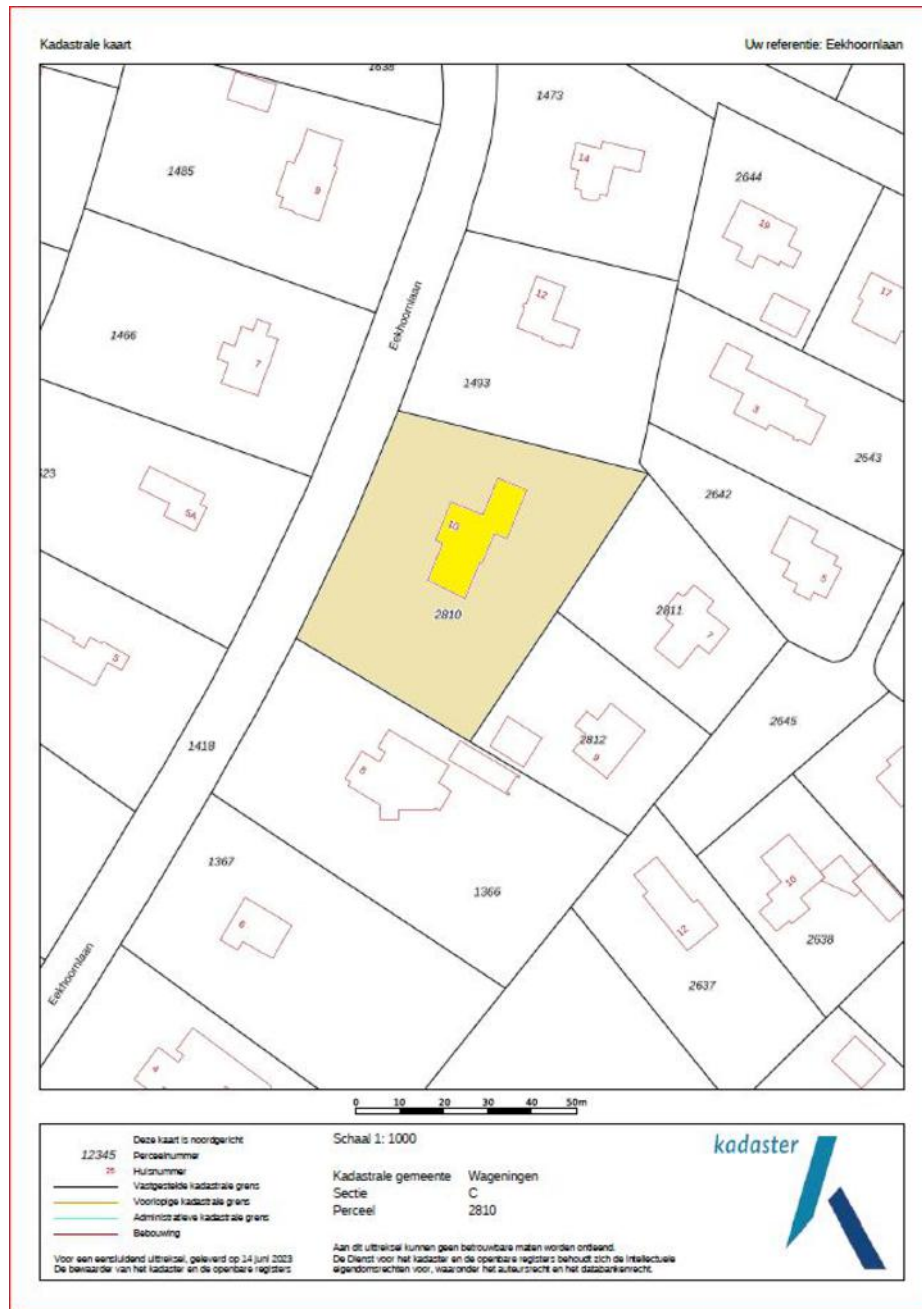 Kadastrale kaart
Uw referentie: Eekhoornlaan
1638
1473
14
1485
9
2644
19
17
12
Eekhoornlaan
1466
7
1493
3
2643
523
5A
2642
10
5
2810
2811
7
5
2645
1418
2812
9
8
1367
1366
10
6
12
2638
Eekhoornlaan
2637
4
0 10 20 30 40 50m
Deze kaart is noordgericht
12345 Perceelnummer
25 Huisnummer
Vastgestelde kadastrale grens
Voorlopige kadastrale grens
Administratieve kadastrale grens
Bebouwing
Voor een eensluidend uittreksel, geleverd op 14 juni 2023
De bewaarder van het kadaster en de openbare registers
Schaal 1: 1000
Kadastrale gemeente Wageningen
Sectie C
Perceel 2810
Aan dit uittreksel kunnen geen betrouwbare maten worden ontleend.
De Dienst voor het kadaster en de openbare registers behoudt zich de intellectuele
eigendomsrechten voor, waaronder het auteursrecht en het databankenrecht.
kadaster